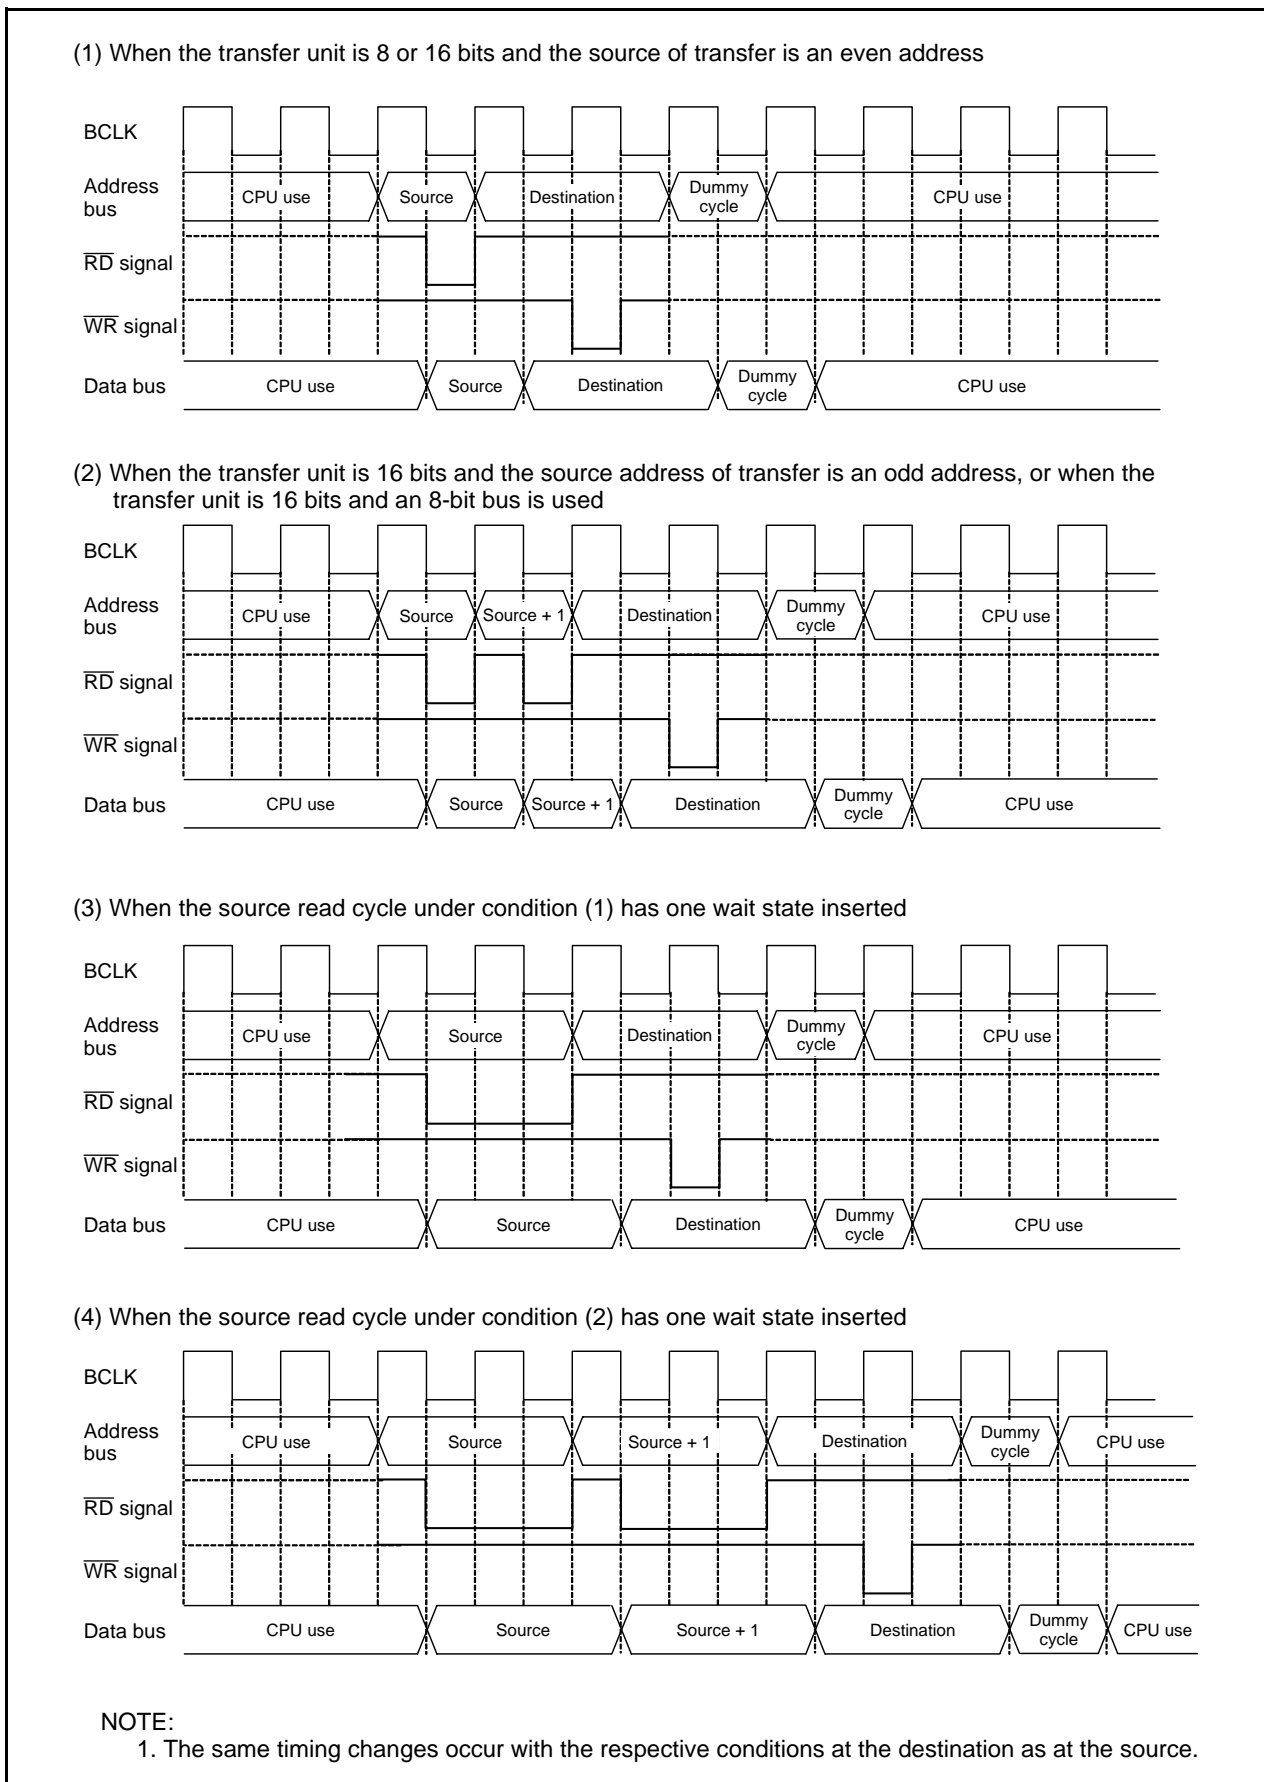 (1) When the transfer unit is 8 or 16 bits and the source of transfer is an even address
BCLK
Address
bus
CPU use
Source
Destination
Dummy
cycle
CPU use
RD signal
WR signal
Data bus
CPU use
Source
Destination
Dummy
cycle
CPU use
(2) When the transfer unit is 16 bits and the source address of transfer is an odd address, or when the
transfer unit is 16 bits and an 8-bit bus is used
BCLK
Address
bus
CPU use
Source
Source + 1
Destination
Dummy
cycle
CPU use
RD signal
WR signal
Data bus
CPU use
Source
Source + 1
Destination
Dummy
cycle
CPU use
(3) When the source read cycle under condition (1) has one wait state inserted
BCLK
Address
bus
CPU use
Source
Destination
Dummy
cycle
CPU use
RD signal
WR signal
Data bus
CPU use
Source
Destination
Dummy
cycle
CPU use
(4) When the source read cycle under condition (2) has one wait state inserted
BCLK
Address
bus
CPU use
Source
Source + 1
Destination
Dummy
cycle
CPU use
RD signal
WR signal
Data bus
CPU use
Source
Source + 1
Destination
Dummy
cycle
CPU use
NOTE:
1. The same timing changes occur with the respective conditions at the destination as at the source.